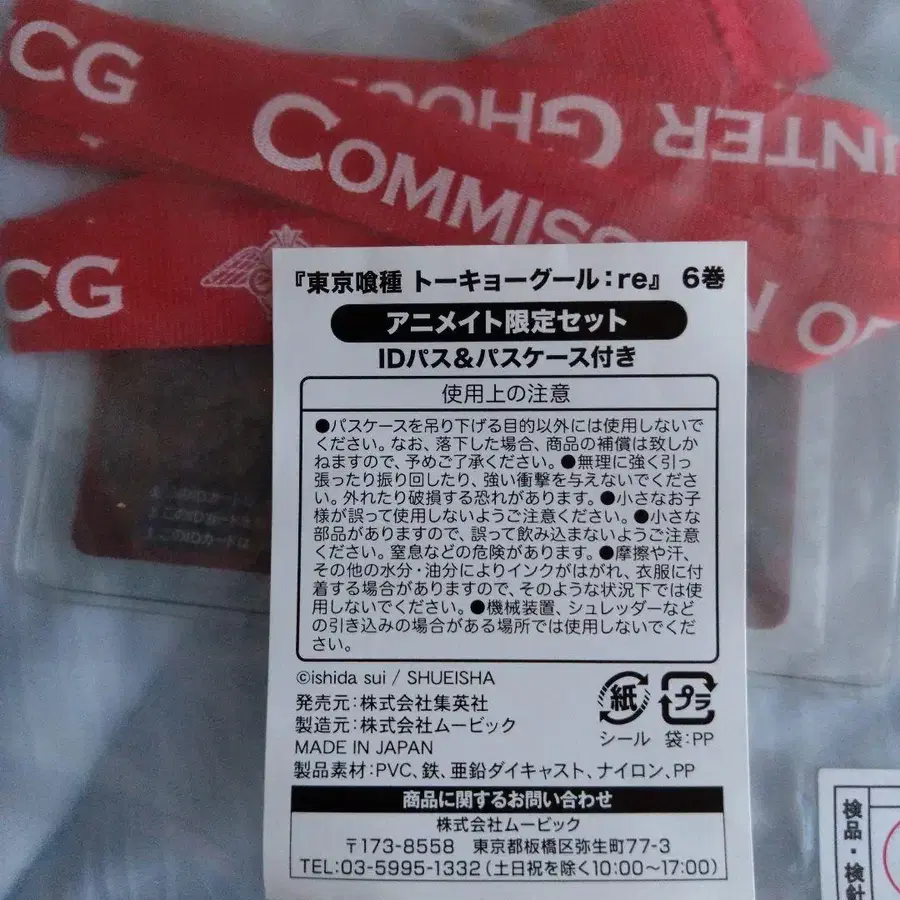 CG
COMMISS
UNTER GHOU
CG
『東京喰種 トーキョーグール:re』 6巻
アニメイト限定セット
IDパス&パスケース付き
使用上の注意
●パスケースを吊り下げる目的以外には使用しないで
ください。なお、落下した場合、商品の補償は致しか
ねますので、予めご了承ください。●無理に強く引っ
張ったり振り回したり、強い衝撃を与えないでくださ
い。外れたり破損する恐れがあります。●小さなお子
様が誤って使用しないようご注意ください。●小さな
部品がありますので、誤って飲み込まないようご注意
ください。窒息などの危険があります。●摩擦や汗、
その他の水分・油分によりインクがはがれ、衣服に付
着する場合がありますので、そのような状況下では使
用しないでください。●機械装置、シュレッダーなど
の引き込みの場合がある場所では使用しないでくださ
い。
©ishida sui / SHUEISHA
発売元:株式会社集英社
製造元:株式会社ムービック
MADE IN JAPAN
製品素材:PVC、鉄、亜鉛ダイキャスト、ナイロン、PP
紙
プラ
シール 袋:PP
商品に関するお問い合わせ
株式会社ムービック
〒173-8558 東京都板橋区弥生町77-3
TEL:03-5995-1332(土日祝を除く10:00〜17:00)
このIDカードは
検品・検針